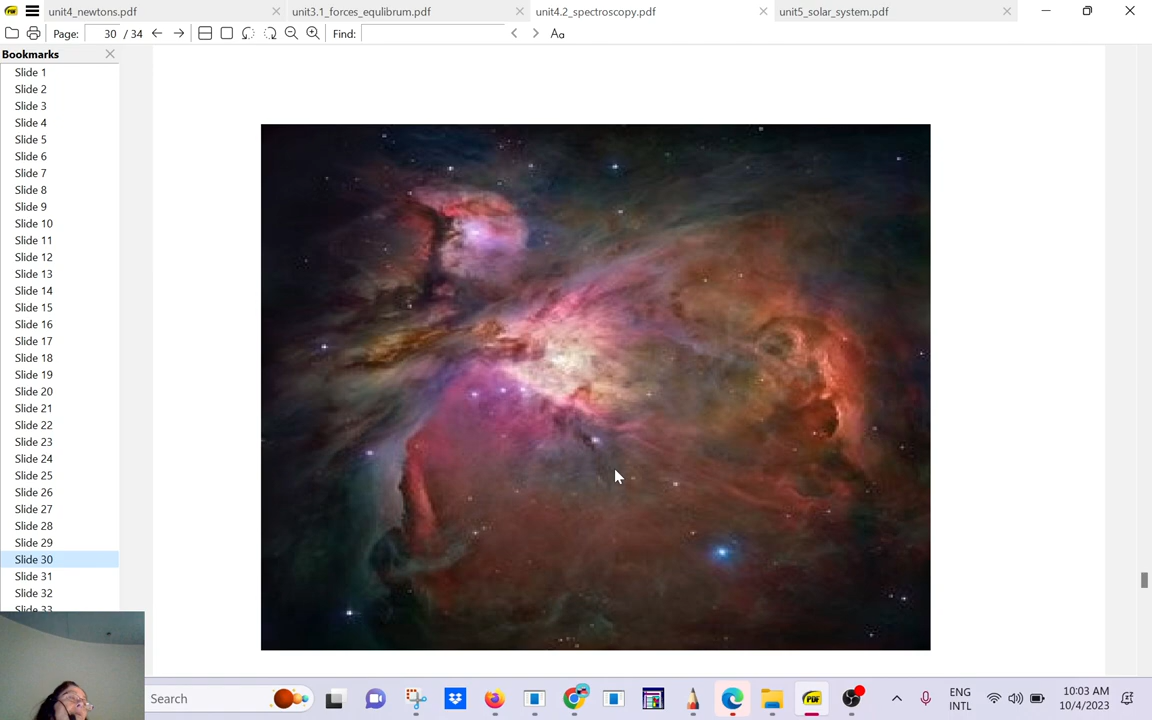 unit4_newtons.pdf
unit3.1_forces_equlibrum.pdf
unit4.2_spectroscopy.pdf
unit5_solar_system.pdf
Page: 30 / 34
Find:
Aa
Bookmarks
Slide 1
Slide 2
Slide 3
Slide 4
Slide 5
Slide 6
Slide 7
Slide 8
Slide 9
Slide 10
Slide 11
Slide 12
Slide 13
Slide 14
Slide 15
Slide 16
Slide 17
Slide 18
Slide 19
Slide 20
Slide 21
Slide 22
Slide 23
Slide 24
Slide 25
Slide 26
Slide 27
Slide 28
Slide 29
Slide 30
Slide 31
Slide 32
Slide 33
Search
PDF
ENG
INTL
10:03 AM
10/4/2023